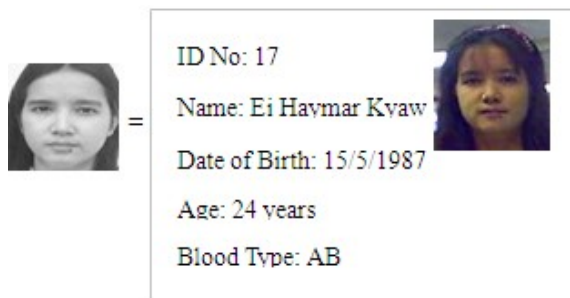 =
ID No: 17
Name: Ei Haymar Kyaw
Date of Birth: 15/5/1987
Age: 24 years
Blood Type: AB